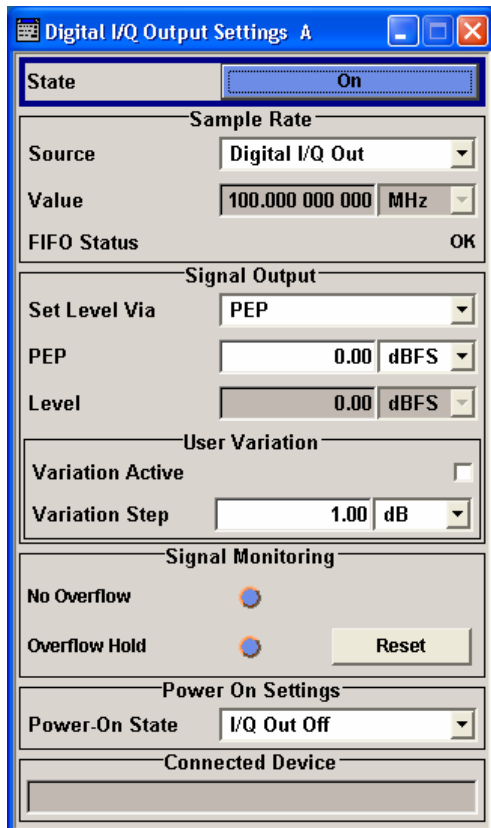 Digital I/Q Output Settings A
State On
Sample Rate
Source Digital I/Q Out
Value 100.000 000 000 MHz
FIFO Status OK
Signal Output
Set Level Via PEP
PEP 0.00 dBFS
Level 0.00 dBFS
User Variation
Variation Active
Variation Step 1.00 dB
Signal Monitoring
No Overflow
Overflow Hold Reset
Power On Settings
Power-On State I/Q Out Off
Connected Device